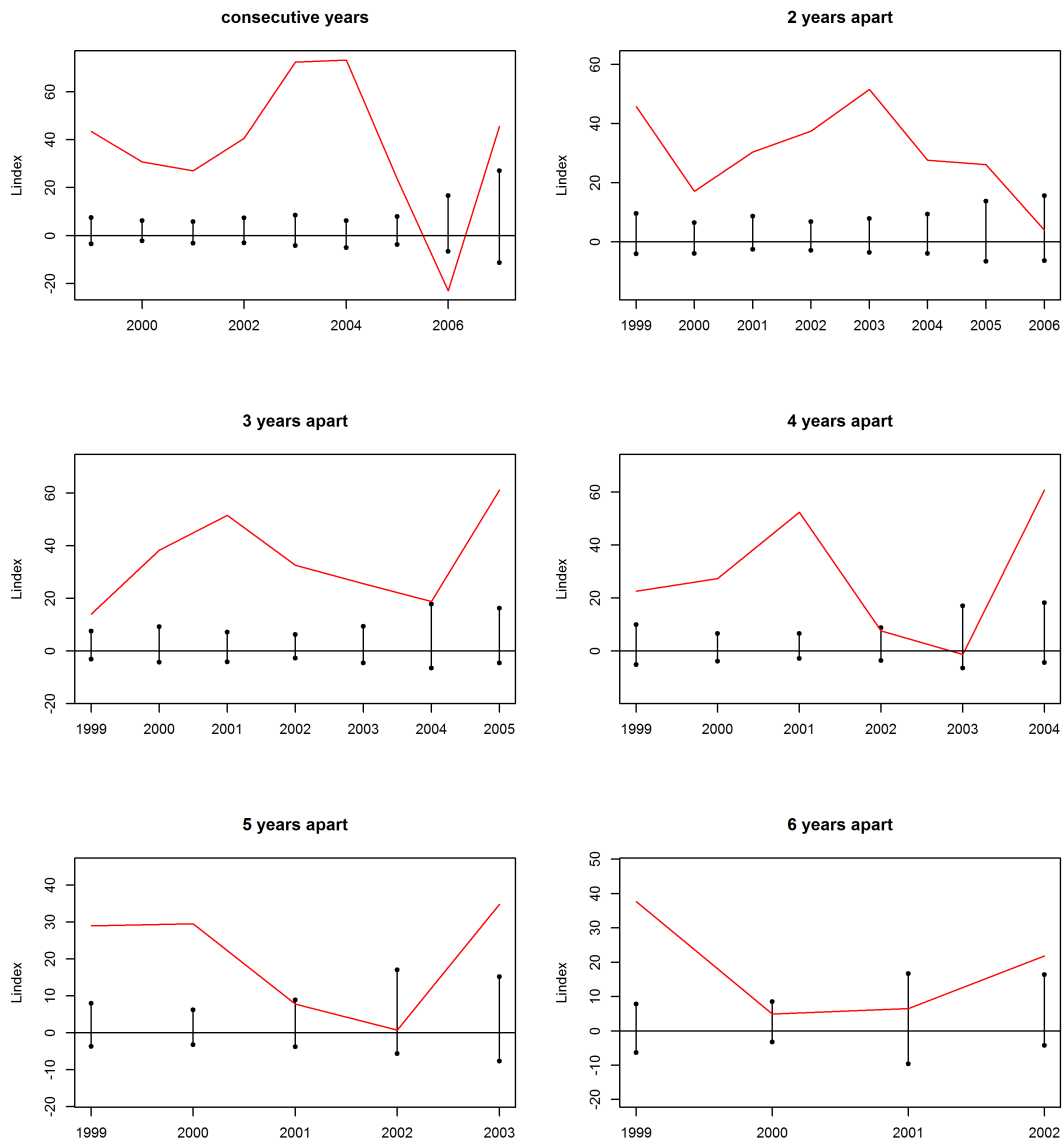 consecutive years
Lindex
-20 0 20 40 60
2000 2002 2004 2006
2 years apart
Lindex
0 20 40 60
1999 2000 2001 2002 2003 2004 2005 2006
3 years apart
Lindex
-20 0 20 40 60
1999 2000 2001 2002 2003 2004 2005
4 years apart
Lindex
0 20 40 60
1999 2000 2001 2002 2003 2004
5 years apart
Lindex
-20 -10 0 10 20 30 40
1999 2000 2001 2002 2003
6 years apart
Lindex
-20 -10 0 10 20 30 40 50
1999 2000 2001 2002